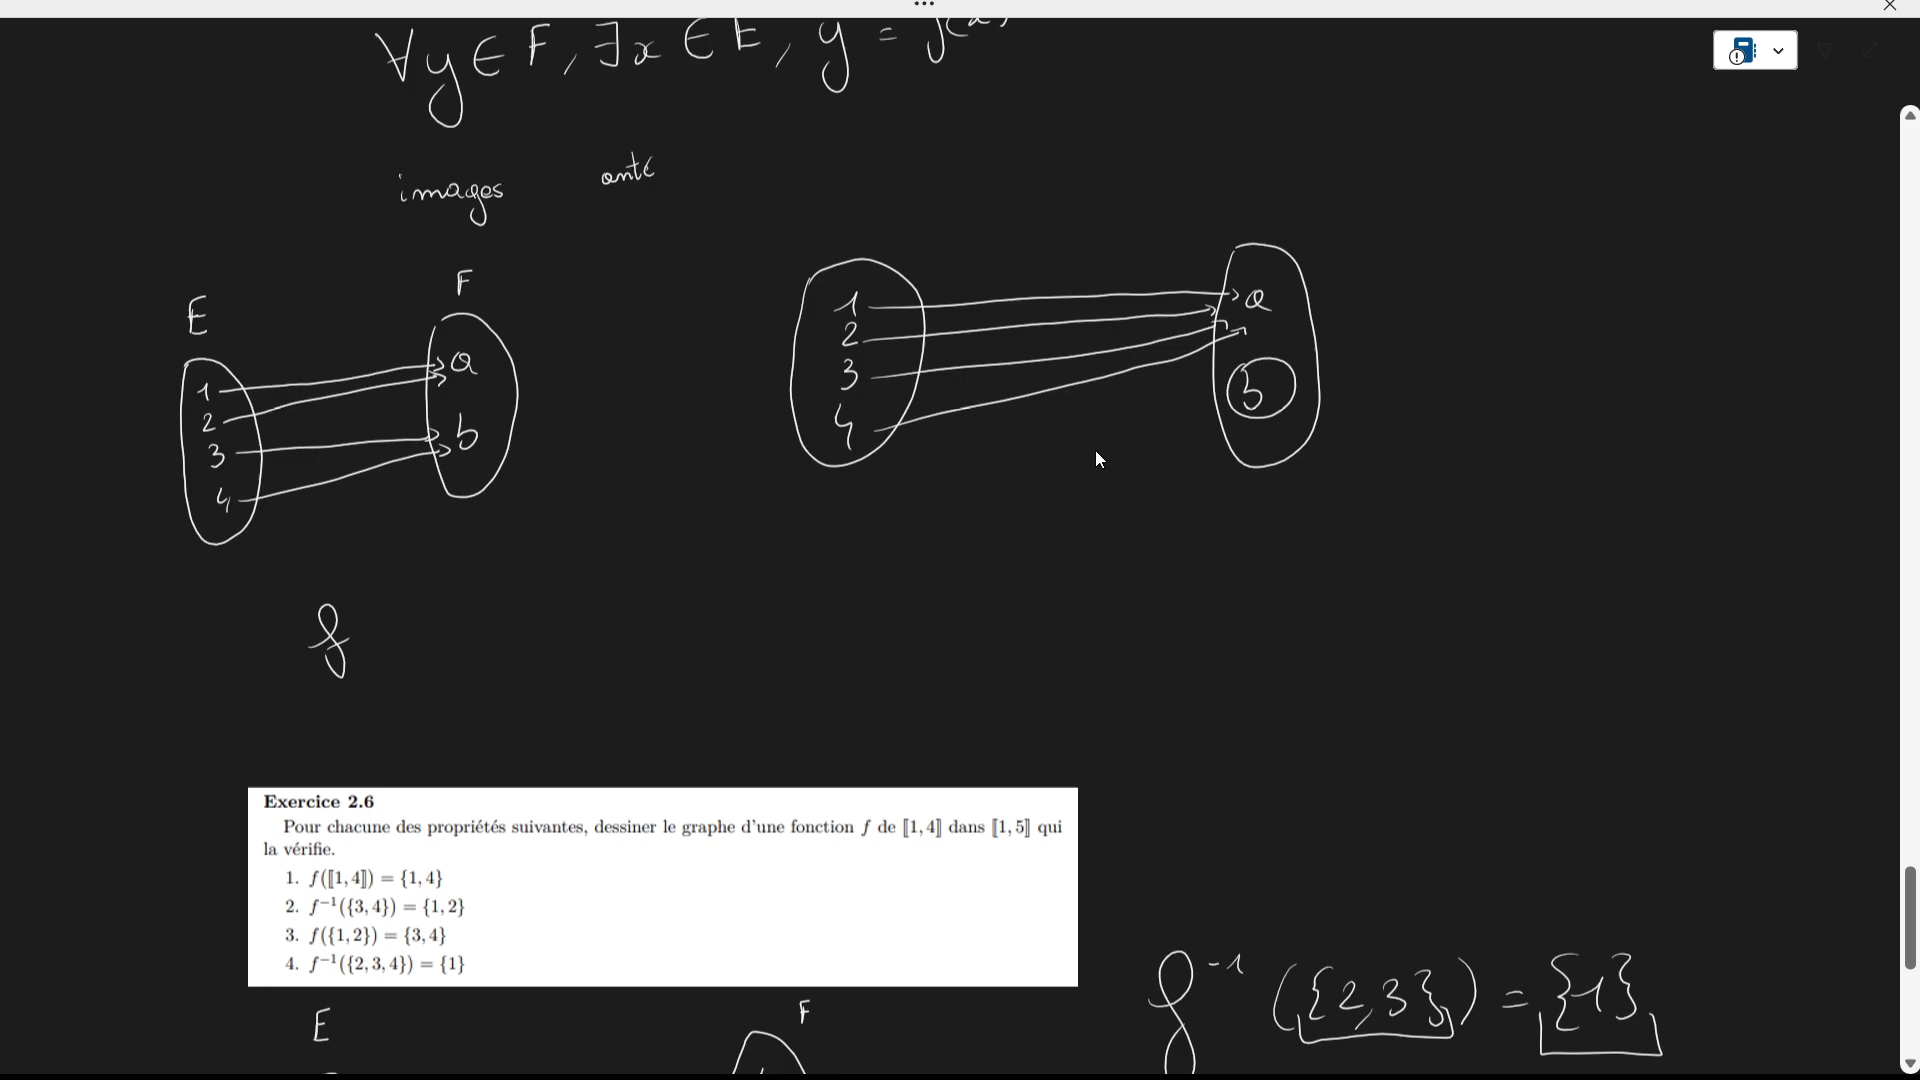 ∀y ∈ F, ∃x ∈ E, y = f(x)
images anté
E F
1 a
2
3 b
4
1 a
2
3 b
4
f
Exercice 2.6
Pour chacune des propriétés suivantes, dessiner le graphe d'une fonction f de ⟦1, 4⟧ dans ⟦1, 5⟧ qui
la vérifie.
1. f(⟦1, 4⟧) = {1, 4}
2. f⁻¹({3, 4}) = {1, 2}
3. f({1, 2}) = {3, 4}
4. f⁻¹({2, 3, 4}) = {1}
f⁻¹({2,3}) = {1}
E F